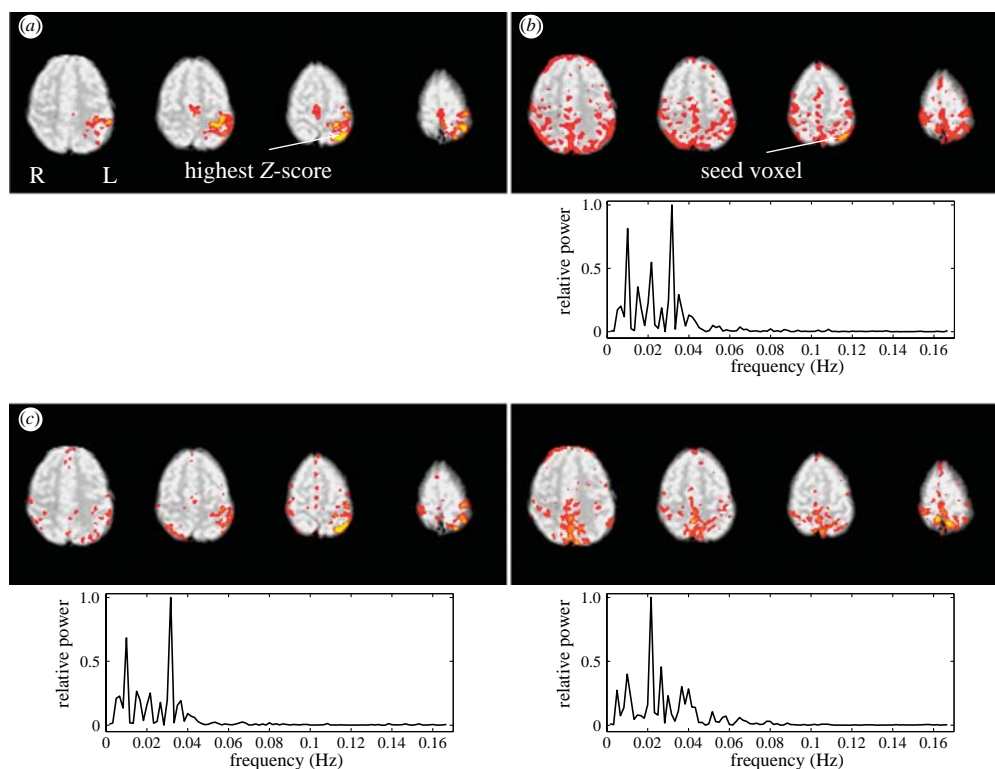 (a)
(b)
highest Z-score
seed voxel
R L
relative power
1.0
0.5
0
0 0.02 0.04 0.06 0.08 0.1 0.12 0.14 0.16
frequency (Hz)
(c)
relative power
1.0
0.5
0
0 0.02 0.04 0.06 0.08 0.1 0.12 0.14 0.16
frequency (Hz)
relative power
1.0
0.5
0
0 0.02 0.04 0.06 0.08 0.1 0.12 0.14 0.16
frequency (Hz)